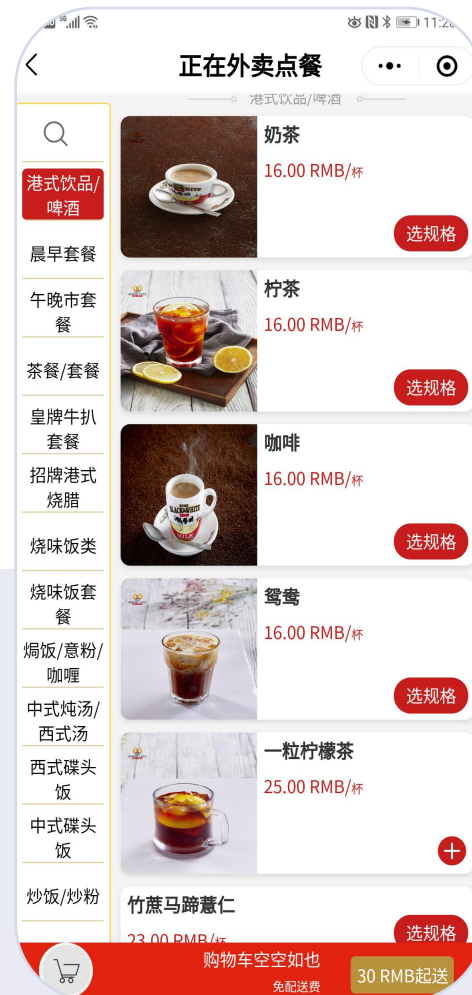 5G
11:2
正在外卖点餐
港式饮品/啤酒
港式饮品/
啤酒
晨早套餐
午晚市套
餐
茶餐/套餐
皇牌牛扒
套餐
招牌港式
烧腊
烧味饭类
烧味饭套
餐
焗饭/意粉/
咖喱
中式炖汤/
西式汤
西式碟头
饭
中式碟头
饭
炒饭/炒粉
奶茶
16.00 RMB/杯
选规格
柠茶
16.00 RMB/杯
选规格
咖啡
16.00 RMB/杯
BLACK&WHITE
选规格
鸳鸯
16.00 RMB/杯
选规格
一粒柠檬茶
25.00 RMB/杯
竹蔗马蹄薏仁
23.00 RMB/杯
选规格
购物车空空如也
免配送费
30 RMB起送